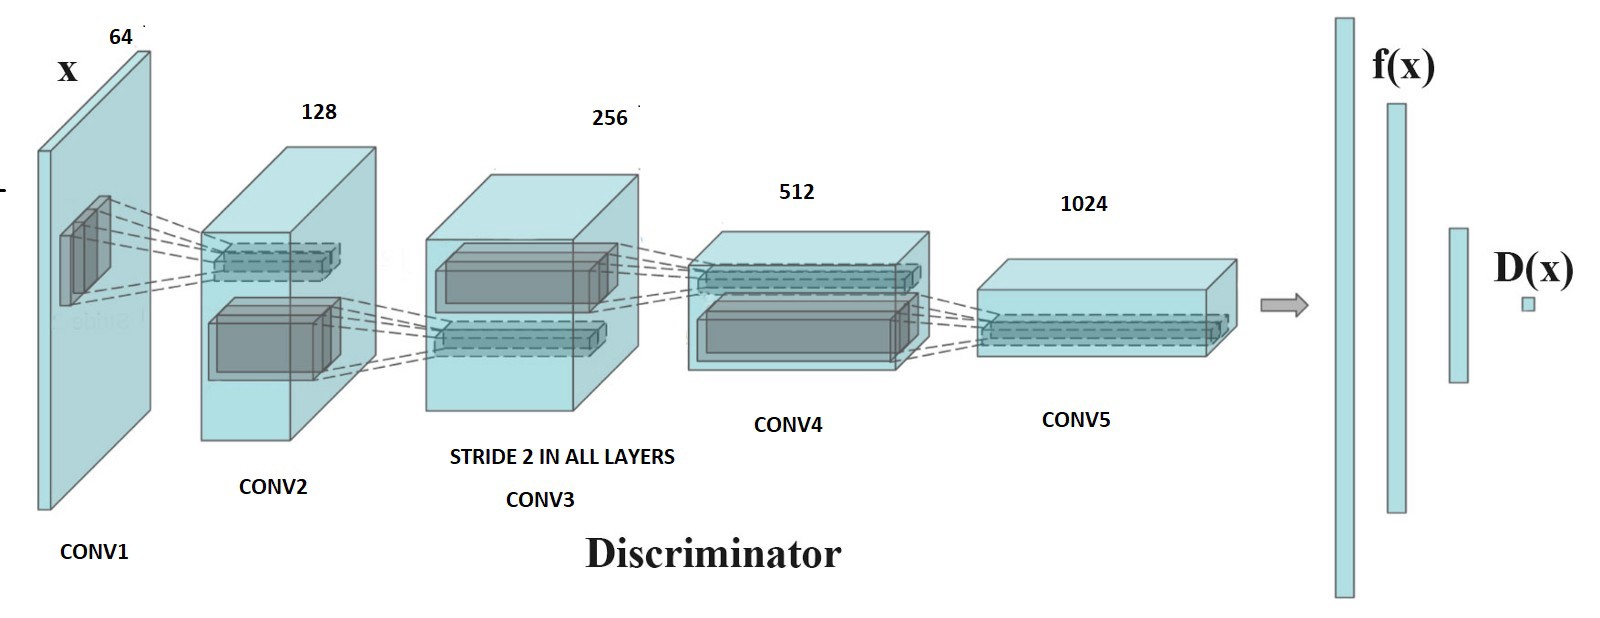 64
x
128
256
512
1024
f(x)
D(x)
CONV1
CONV2
STRIDE 2 IN ALL LAYERS
CONV3
CONV4
CONV5
Discriminator